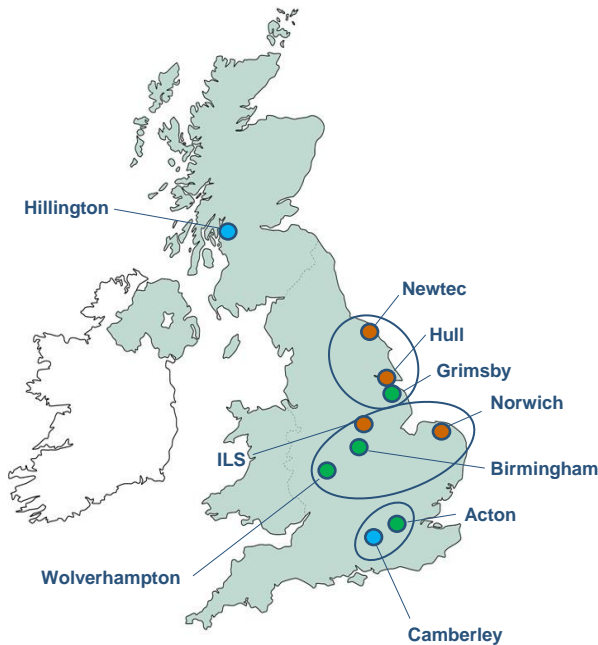 Hillington
Newtec
Hull
Grimsby
Norwich
ILS
Birmingham
Acton
Wolverhampton
Camberley